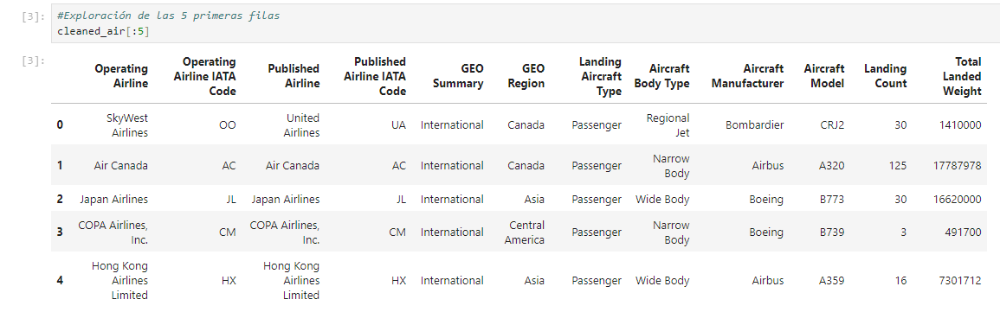 [3]: #Exploración de las 5 primeras filas
cleaned_air[:5]
[3]:
Operating Airline Operating Airline IATA Code Published Airline Published Airline IATA Code GEO Summary GEO Region Landing Aircraft Type Aircraft Body Type Aircraft Manufacturer Aircraft Model Landing Count Total Landed Weight
0 SkyWest Airlines OO United Airlines UA International Canada Passenger Regional Jet Bombardier CRJ2 30 1410000
1 Air Canada AC Air Canada AC International Canada Passenger Narrow Body Airbus A320 125 17787978
2 Japan Airlines JL Japan Airlines JL International Asia Passenger Wide Body Boeing B773 30 16620000
3 COPA Airlines, Inc. CM COPA Airlines, Inc. CM International Central America Passenger Narrow Body Boeing B739 3 491700
4 Hong Kong Airlines Limited HX Hong Kong Airlines Limited HX International Asia Passenger Wide Body Airbus A359 16 7301712